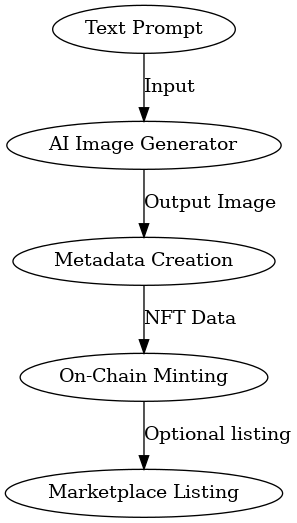 Text Prompt
Input
AI Image Generator
Output Image
Metadata Creation
NFT Data
On-Chain Minting
Optional listing
Marketplace Listing